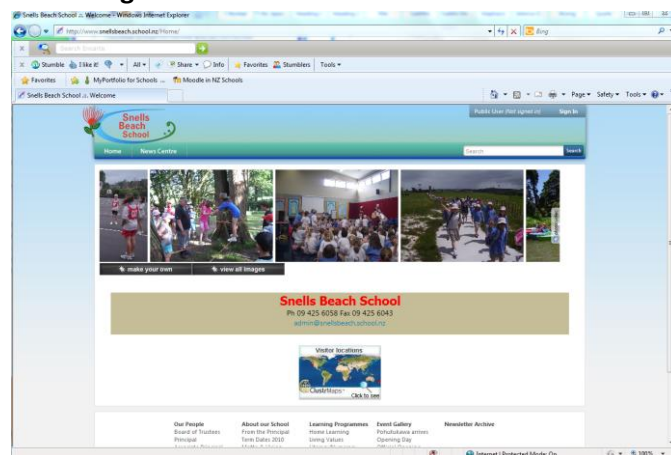 Snells Beach School .:. Welcome - Windows Internet Explorer
http://www.snellsbeach.school.nz/Home/
Bing
Stumble I like it! All Share Info Favorites Stumblers Tools
Favorites MyPortfolio for Schools ... Moodle in NZ Schools
Snells Beach School .:. Welcome
Page Safety Tools
Snells
Beach
School
Public User (Not signed in) Sign In
Home News Centre
Search Search
make your own view all images
Snells Beach School
Ph 09 425 6058 Fax 09 425 6043
admin@snellsbeach.school.nz
Visitor locations
ClustrMaps
Click to see
Our People About our School Learning Programmes Event Gallery Newsletter Archive
Board of Trustees From the Principal Home Learning Pohutukawa arrives
Principal Term Dates 2010 Living Values Opening Day
Internet | Protected Mode: On 100%